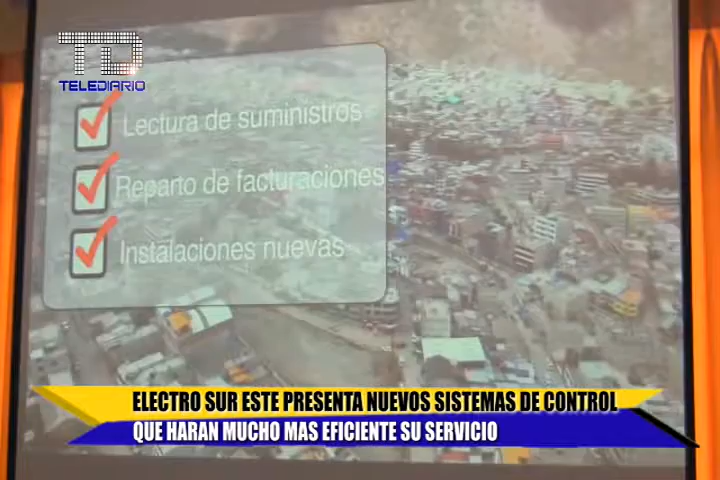 TD
TELEDIARIO
Lectura de suministros
Reparto de facturaciones
Instalaciones nuevas
ELECTRO SUR ESTE PRESENTA NUEVOS SISTEMAS DE CONTROL
QUE HARAN MUCHO MAS EFICIENTE SU SERVICIO